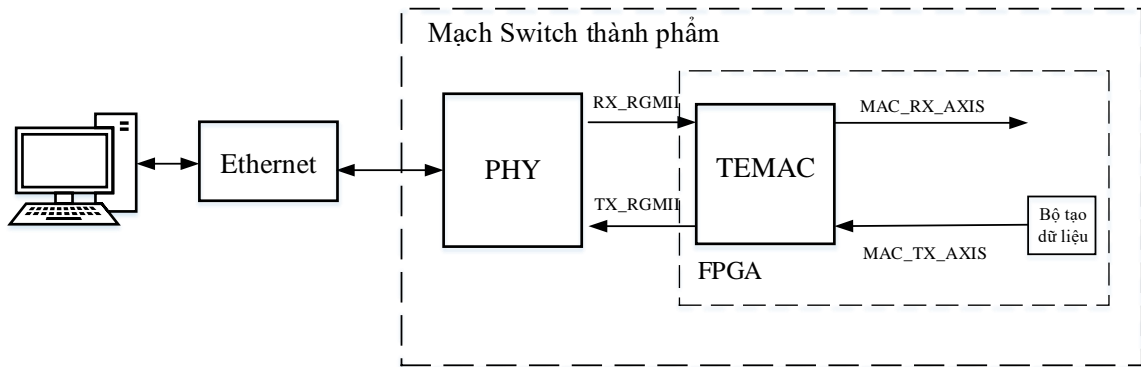 Mạch Switch thành phẩm
RX_RGMII
MAC_RX_AXIS
Ethernet
PHY
TEMAC
TX_RGMII
MAC_TX_AXIS
Bộ tạo
dữ liệu
FPGA